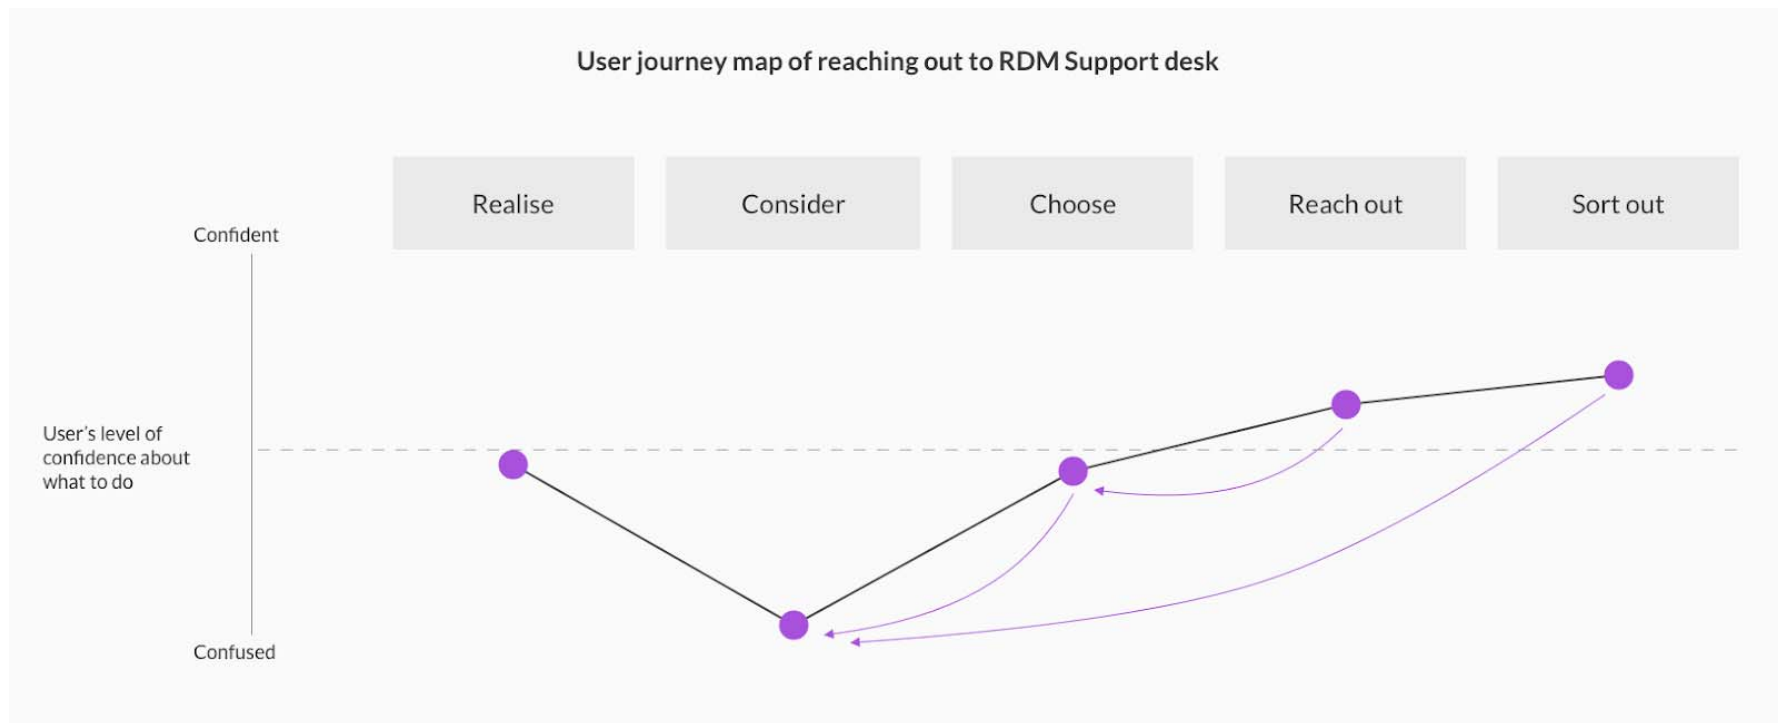 User journey map of reaching out to RDM Support desk
Realise
Consider
Choose
Reach out
Sort out
Confident
User’s level of
confidence about
what to do
Confused